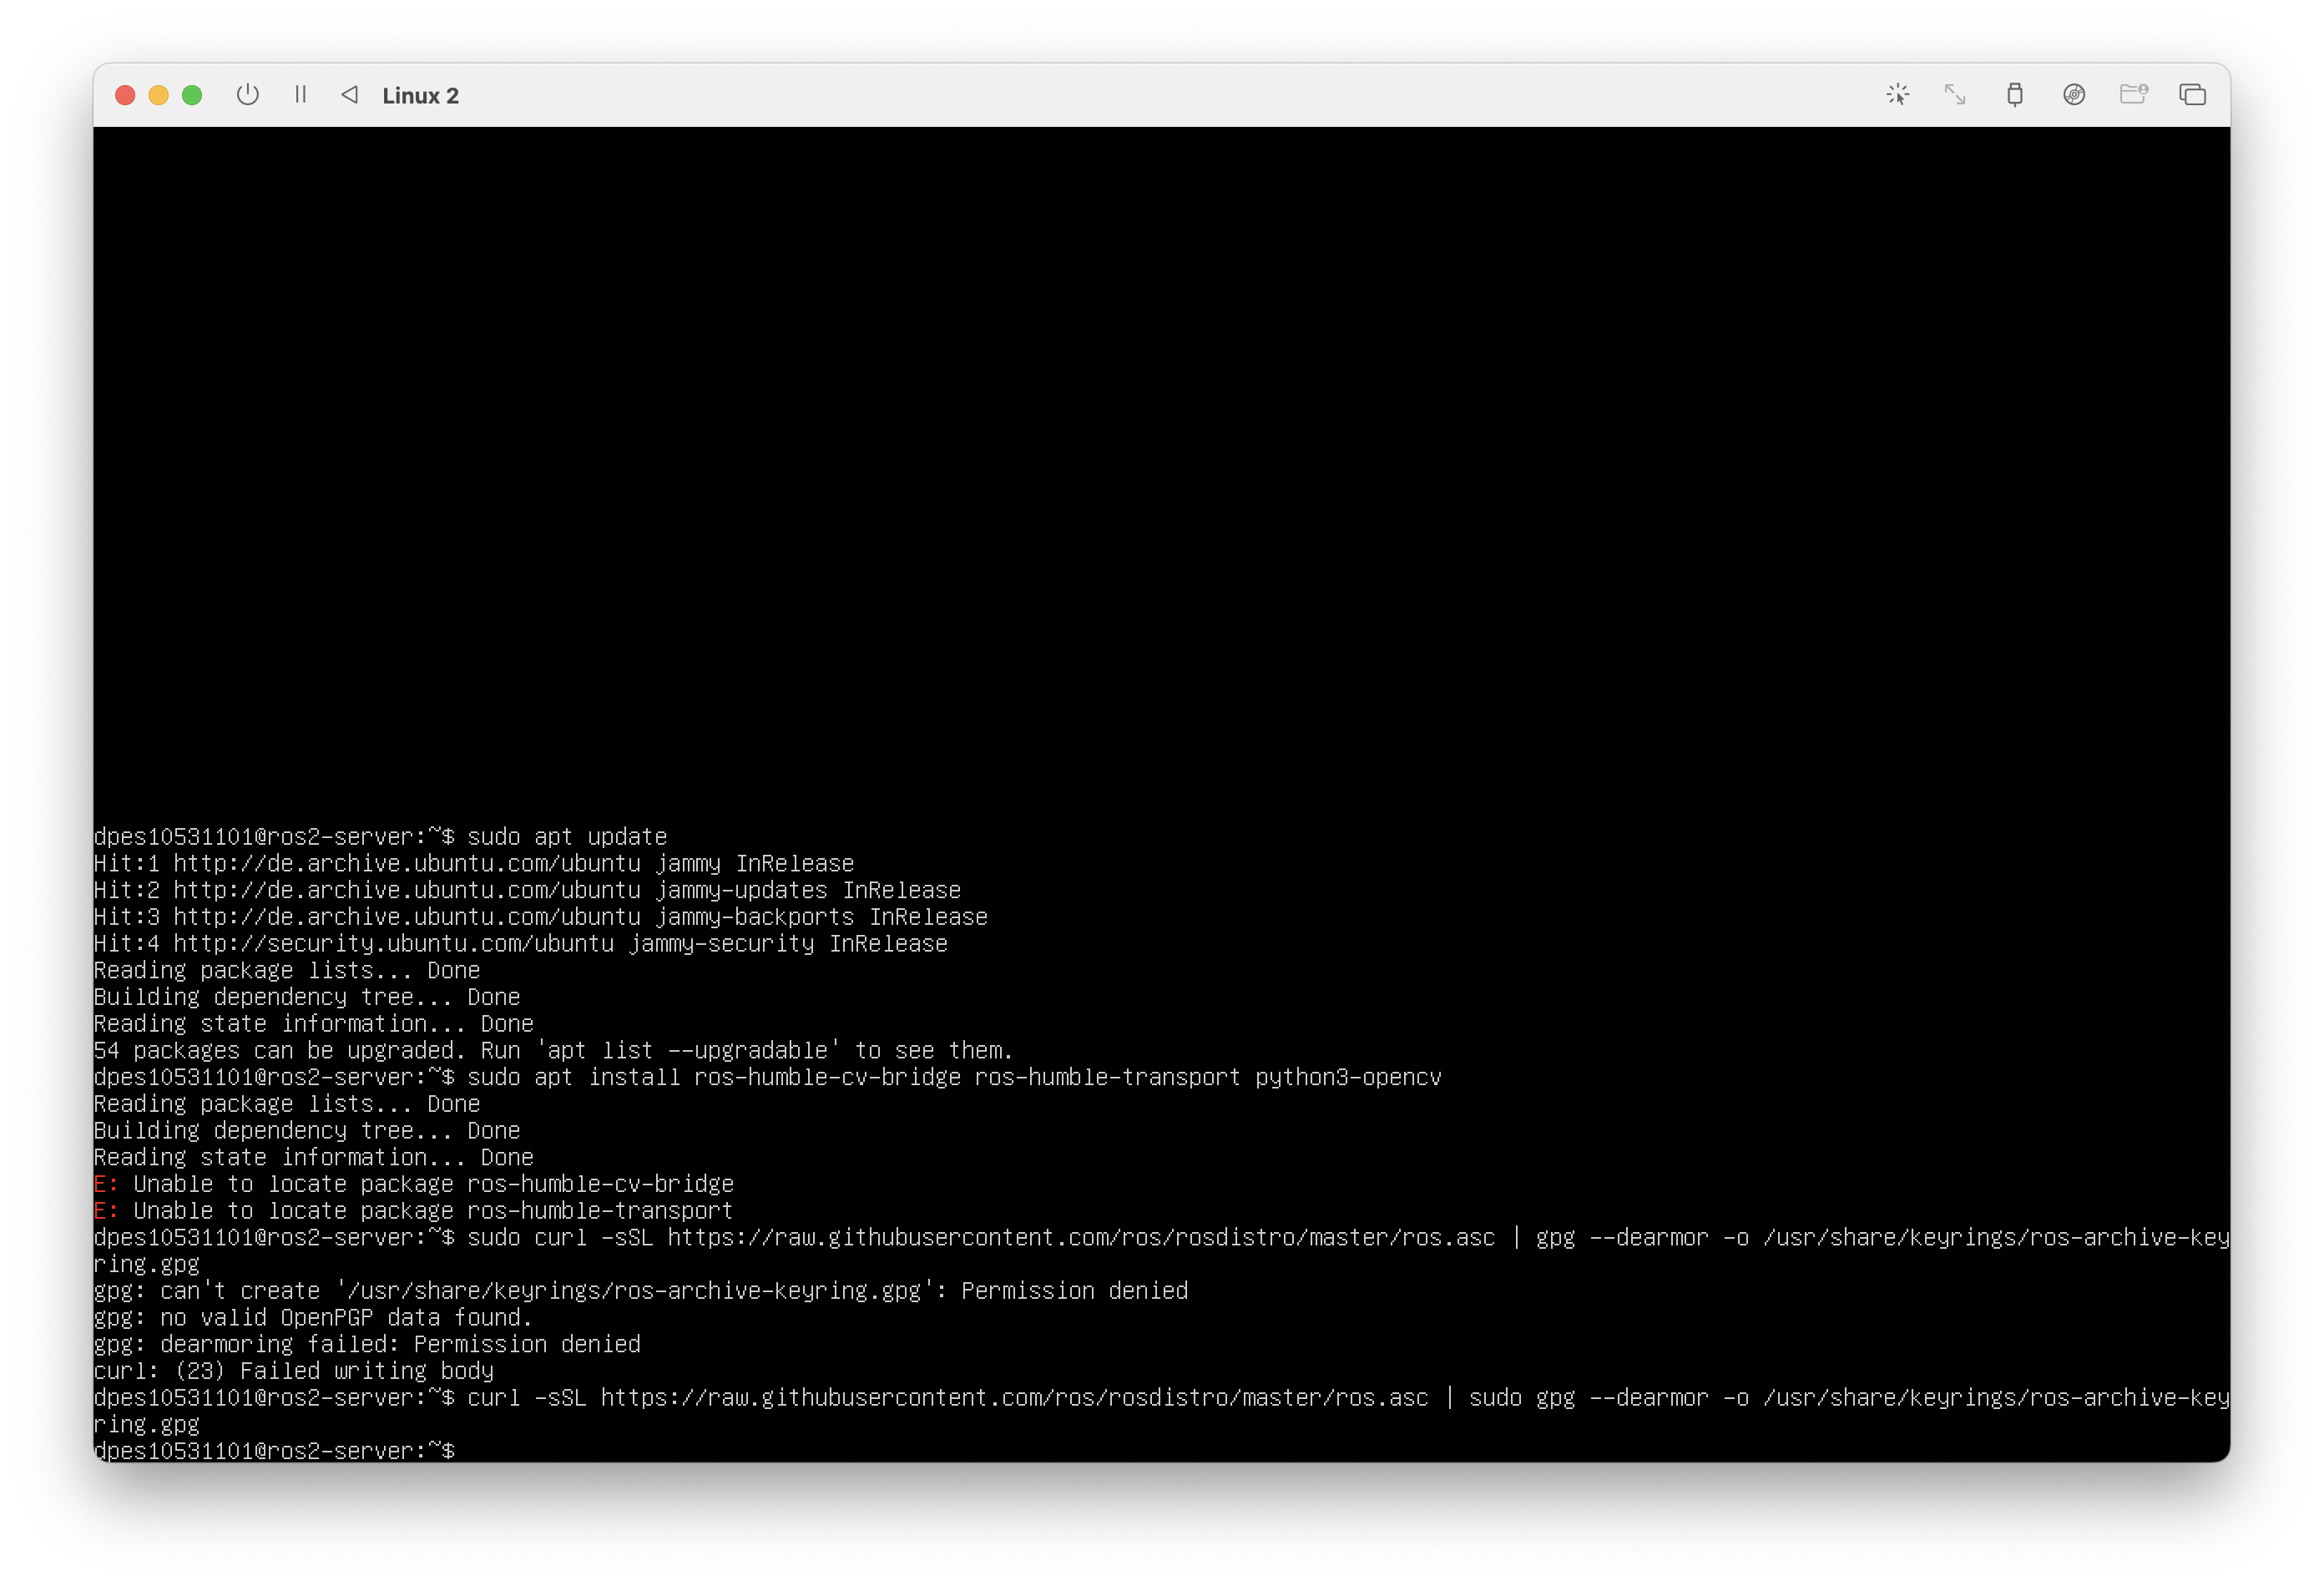 Linux 2
dpes10531101@ros2-server:~$ sudo apt update
Hit:1 http://de.archive.ubuntu.com/ubuntu jammy InRelease
Hit:2 http://de.archive.ubuntu.com/ubuntu jammy-updates InRelease
Hit:3 http://de.archive.ubuntu.com/ubuntu jammy-backports InRelease
Hit:4 http://security.ubuntu.com/ubuntu jammy-security InRelease
Reading package lists... Done
Building dependency tree... Done
Reading state information... Done
54 packages can be upgraded. Run 'apt list --upgradable' to see them.
dpes10531101@ros2-server:~$ sudo apt install ros-humble-cv-bridge ros-humble-transport python3-opencv
Reading package lists... Done
Building dependency tree... Done
Reading state information... Done
E: Unable to locate package ros-humble-cv-bridge
E: Unable to locate package ros-humble-transport
dpes10531101@ros2-server:~$ sudo curl -sSL https://raw.githubusercontent.com/ros/rosdistro/master/ros.asc | gpg --dearmor -o /usr/share/keyrings/ros-archive-key
ring.gpg
gpg: can't create '/usr/share/keyrings/ros-archive-keyring.gpg': Permission denied
gpg: no valid OpenPGP data found.
gpg: dearmoring failed: Permission denied
curl: (23) Failed writing body
dpes10531101@ros2-server:~$ curl -sSL https://raw.githubusercontent.com/ros/rosdistro/master/ros.asc | sudo gpg --dearmor -o /usr/share/keyrings/ros-archive-key
ring.gpg
dpes10531101@ros2-server:~$